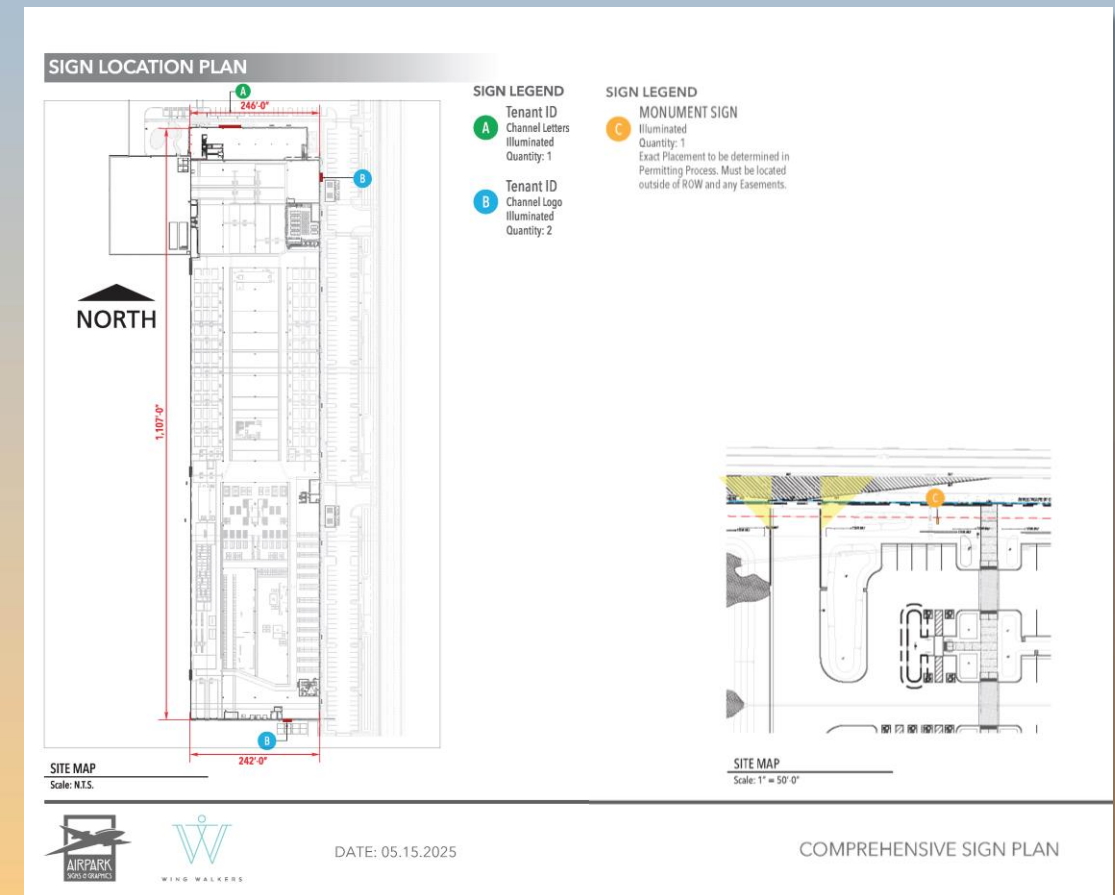 SIGN LOCATION PLAN
A
246'-0"
B
NORTH
1,107'-0"
B
242'-0"
SITE MAP
Scale: N.T.S.
SIGN LEGEND
A
Tenant ID
Channel Letters
Illuminated
Quantity: 1
B
Tenant ID
Channel Logo
Illuminated
Quantity: 2
SIGN LEGEND
C
MONUMENT SIGN
Illuminated
Quantity: 1
Exact Placement to be determined in
Permitting Process. Must be located
outside of ROW and any Easements.
C
SITE MAP
Scale: 1" = 50'-0"
AIRPARK
SIGNS & GRAPHICS
WING WALKERS
DATE: 05.15.2025
COMPREHENSIVE SIGN PLAN